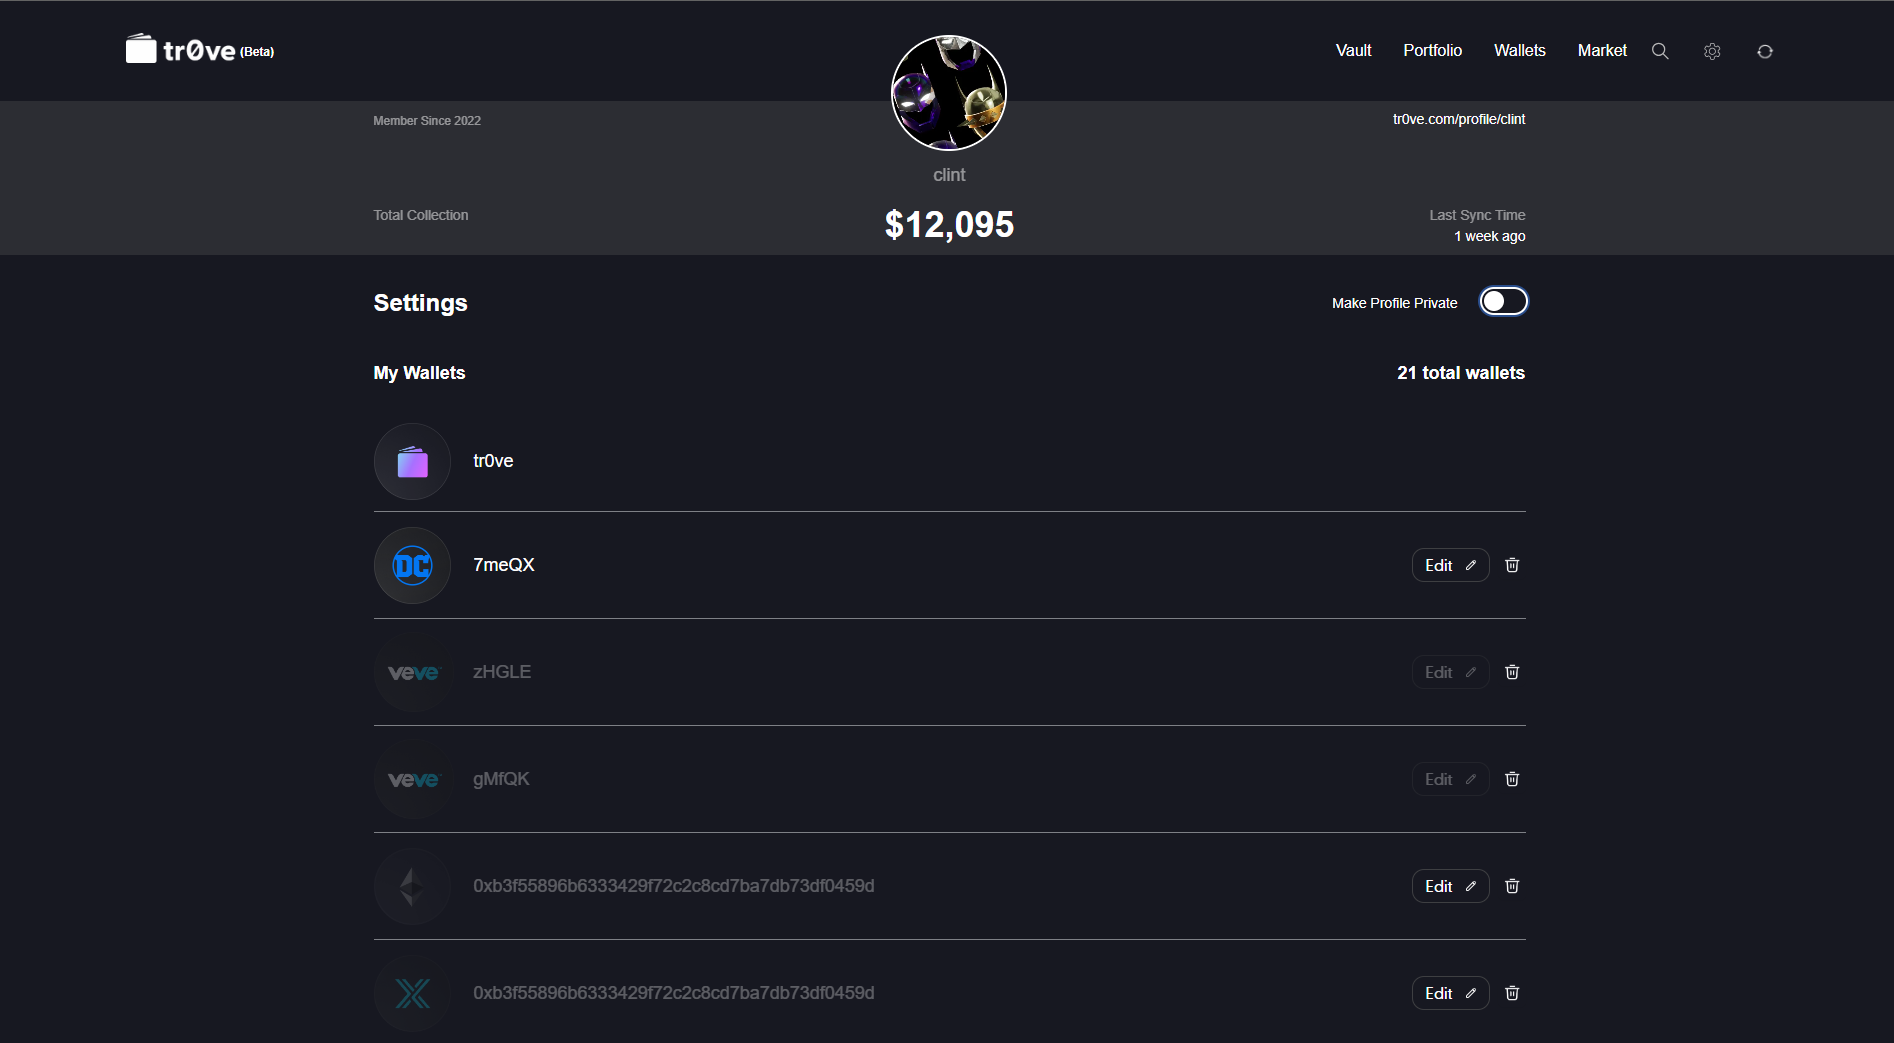 tr0ve (Beta)
Vault Portfolio Wallets Market
Member Since 2022
tr0ve.com/profile/clint
clint
Total Collection
$12,095
Last Sync Time
1 week ago
Settings
Make Profile Private
My Wallets
21 total wallets
tr0ve
DC
7meQX
Edit
veve
zHGLE
Edit
veve
gMfQK
Edit
0xb3f55896b6333429f72c2c8cd7ba7db73df0459d
Edit
0xb3f55896b6333429f72c2c8cd7ba7db73df0459d
Edit